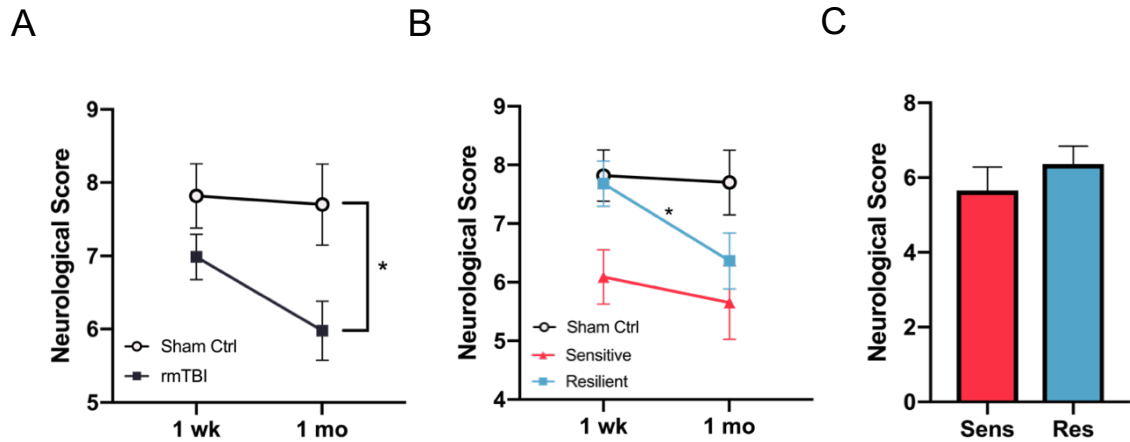 A
Neurological Score
9
8
7
6
5
*
Sham Ctrl
rmTBI
1 wk
1 mo
B
Neurological Score
9
8
7
6
5
4
*
Sham Ctrl
Sensitive
Resilient
1 wk
1 mo
C
Neurological Score
8
6
4
2
0
Sens
Res